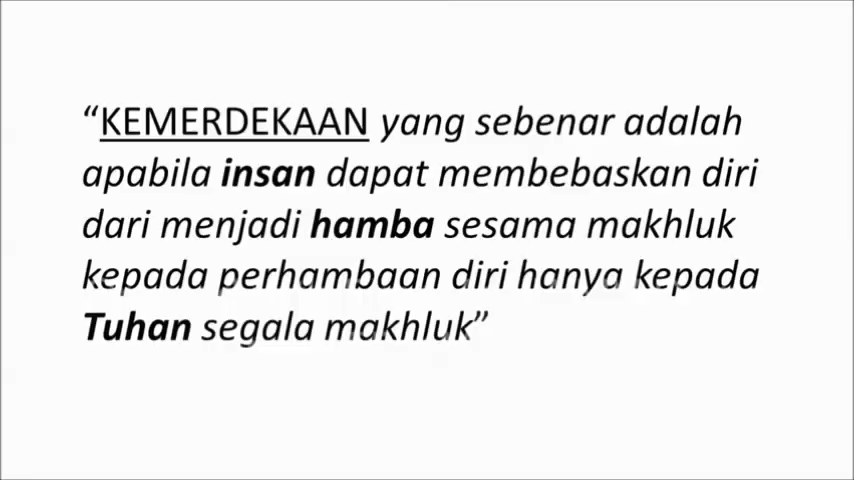 “KEMERDEKAAN yang sebenar adalah
apabila insan dapat membebaskan diri
dari menjadi hamba sesama makhluk
kepada perhambaan diri hanya kepada
Tuhan segala makhluk”